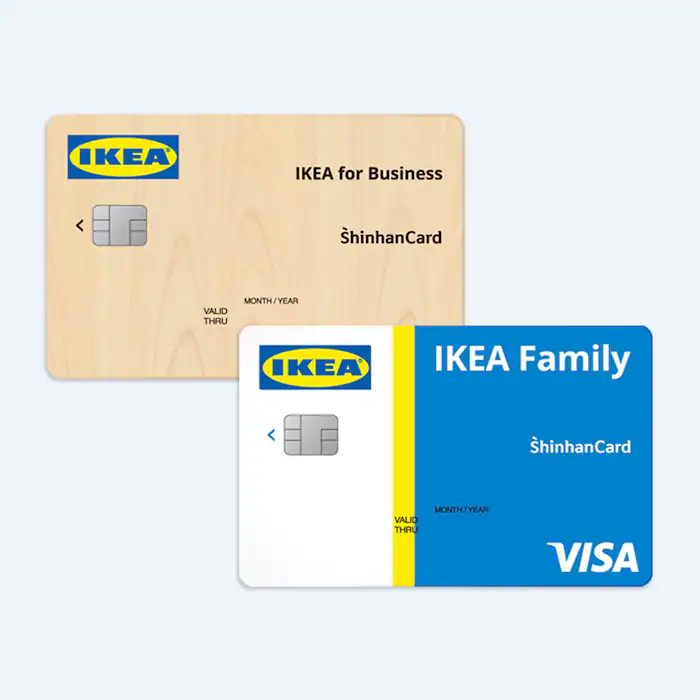 IKEA
IKEA for Business
ShinhanCard
MONTH / YEAR
VALID
THRU
IKEA
IKEA Family
ShinhanCard
MONTH / YEAR
VALID
THRU
VISA